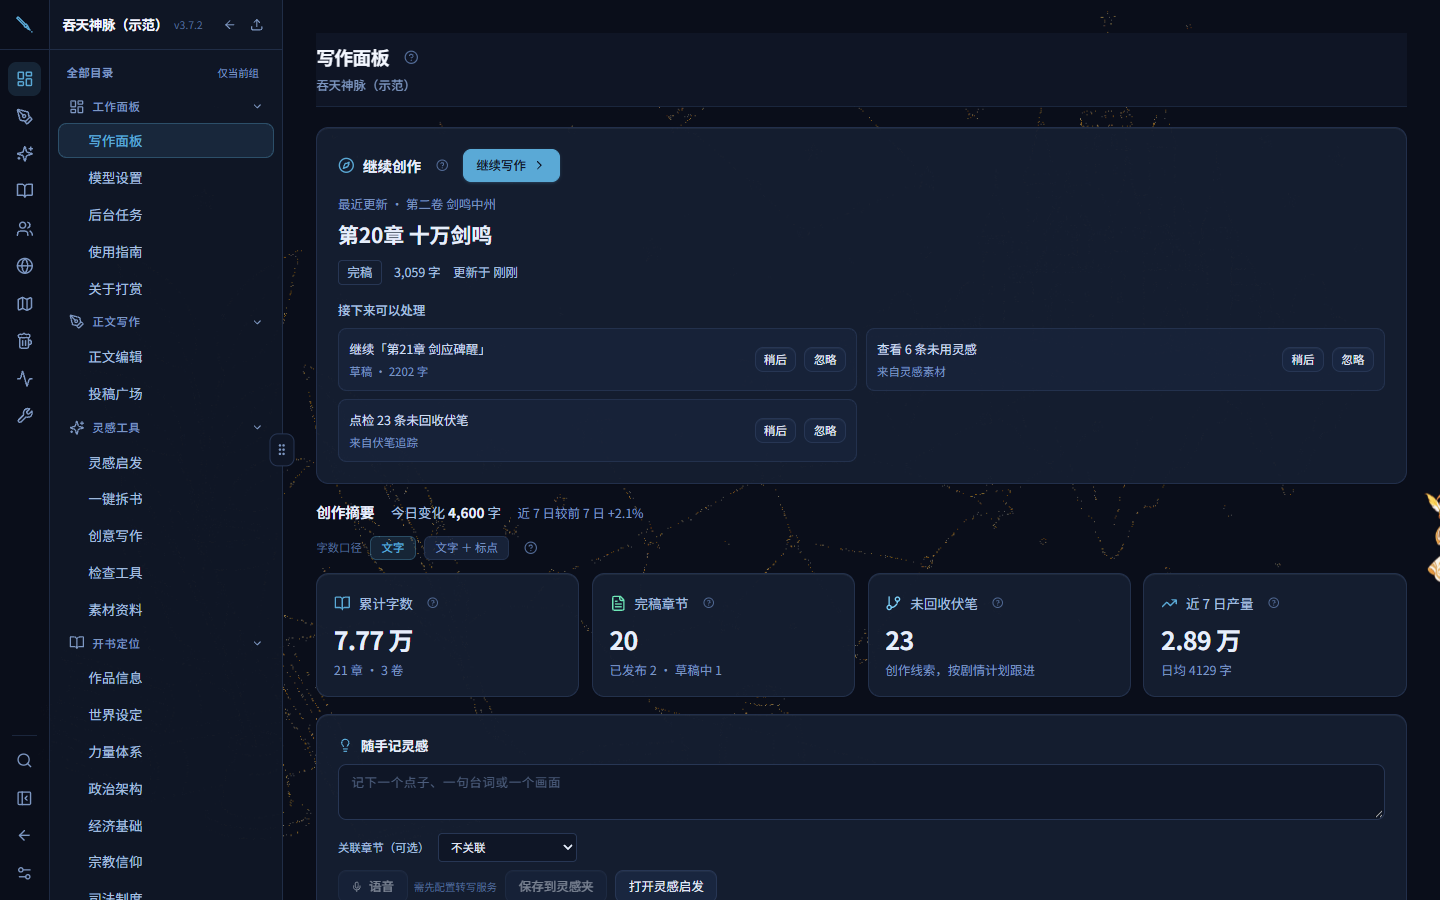 吞天神脉（示范） v3.7.2
全部目录 仅当前组
工作面板
写作面板
模型设置
后台任务
使用指南
关于打赏
正文写作
正文编辑
投稿广场
灵感工具
灵感启发
一键拆书
创意写作
检查工具
素材资料
开书定位
作品信息
世界设定
力量体系
政治架构
经济基础
宗教信仰
司法制度
写作面板
吞天神脉（示范）
继续创作 继续写作
最近更新 · 第二卷 剑鸣中州
第20章 十万剑鸣
完稿 3,059 字 更新于 刚刚
接下来可以处理
继续「第21章 剑应碑醒」
草稿 · 2202 字
稍后 忽略
查看 6 条未用灵感
来自灵感素材
稍后 忽略
点检 23 条未回收伏笔
来自伏笔追踪
稍后 忽略
创作摘要 今日变化 4,600 字 近 7 日较前 7 日 +2.1%
字数口径 文字 文字 + 标点
累计字数
7.77 万
21 章 · 3 卷
完稿章节
20
已发布 2 · 草稿中 1
未回收伏笔
23
创作线索，按剧情计划跟进
近 7 日产量
2.89 万
日均 4129 字
随手记灵感
记下一个点子、一句台词或一个画面
关联章节（可选） 不关联
语音 需先配置转写服务 保存到灵感夹 打开灵感启发